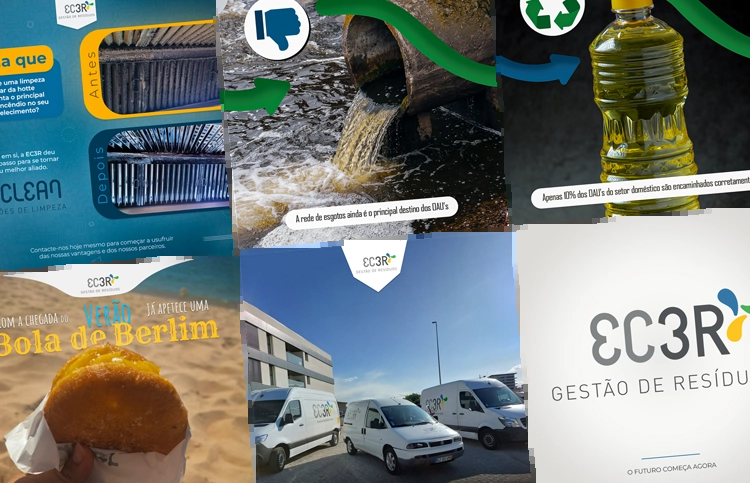 EC3R
GESTÃO DE RESÍDUOS
a que
e uma limpeza
ar da hotte
nta o principal
ncêndio no seu
elecimento?
Antes
em si, a EC3R deu
passo para se tornar
u melhor aliado.
CLEAN
ÕES DE LIMPEZA
Depois
Contacte-nos hoje mesmo para começar a usufruir
das nossas vantagens e dos nossos parceiros.
A rede de esgotos ainda é o principal destino dos OAU's
Apenas 10% dos OAU's do setor doméstico são encaminhados corretament
EC3R
GESTÃO DE RESÍDUOS
COM A CHEGADA DO VERÃO JÁ APETECE UMA
Bola de Berlim
EC3R
GESTÃO DE RESÍDUOS
EC3R
EC3R
EC3R
GESTÃO DE RESÍDU
O FUTURO COMEÇA AGORA